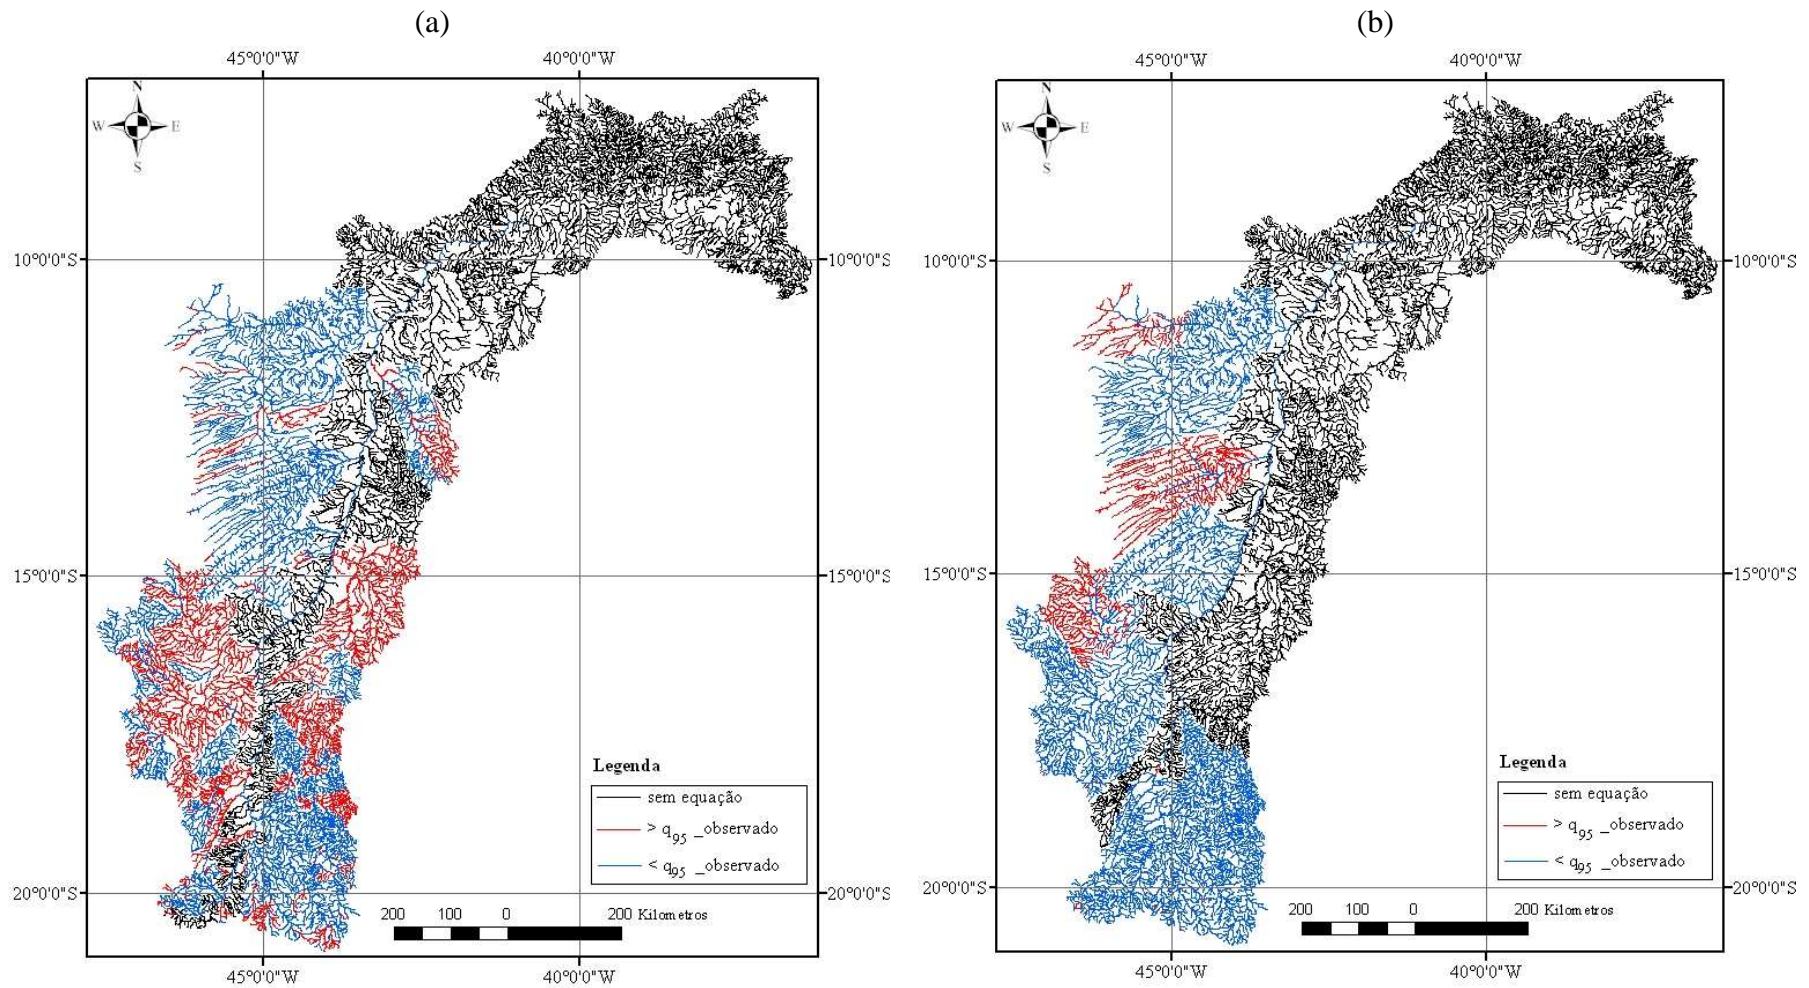 (a)
(b)
45°0'0"W 40°0'0"W
45°0'0"W 40°0'0"W
N
W E
S
N
W E
S
10°0'0"S 10°0'0"S
10°0'0"S
15°0'0"S 15°0'0"S
15°0'0"S
20°0'0"S 20°0'0"S
20°0'0"S
Legenda
sem equação
> q95 _observado
< q95 _observado
200 100 0 200 Kilometros
45°0'0"W 40°0'0"W
10°0'0"S
15°0'0"S
20°0'0"S
Legenda
sem equação
> q95 _observado
< q95 _observado
200 100 0 200 Kilometros
45°0'0"W 40°0'0"W